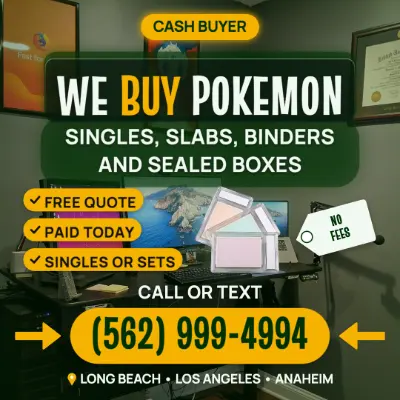 CASH BUYER
WE BUY POKEMON
SINGLES, SLABS, BINDERS
AND SEALED BOXES
FREE QUOTE
PAID TODAY
SINGLES OR SETS
NO
FEES
CALL OR TEXT
(562) 999-4994
LONG BEACH • LOS ANGELES • ANAHEIM